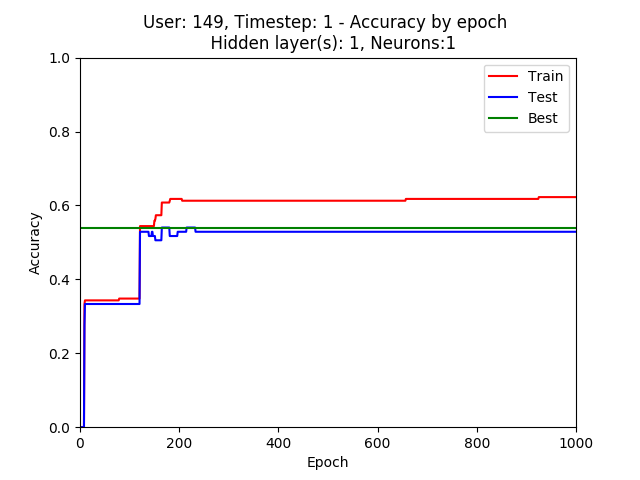 User: 149, Timestep: 1 - Accuracy by epoch
Hidden layer(s): 1, Neurons:1
1.0
0.8
0.6
0.4
0.2
0.0
Accuracy
Train
Test
Best
0 200 400 600 800 1000
Epoch